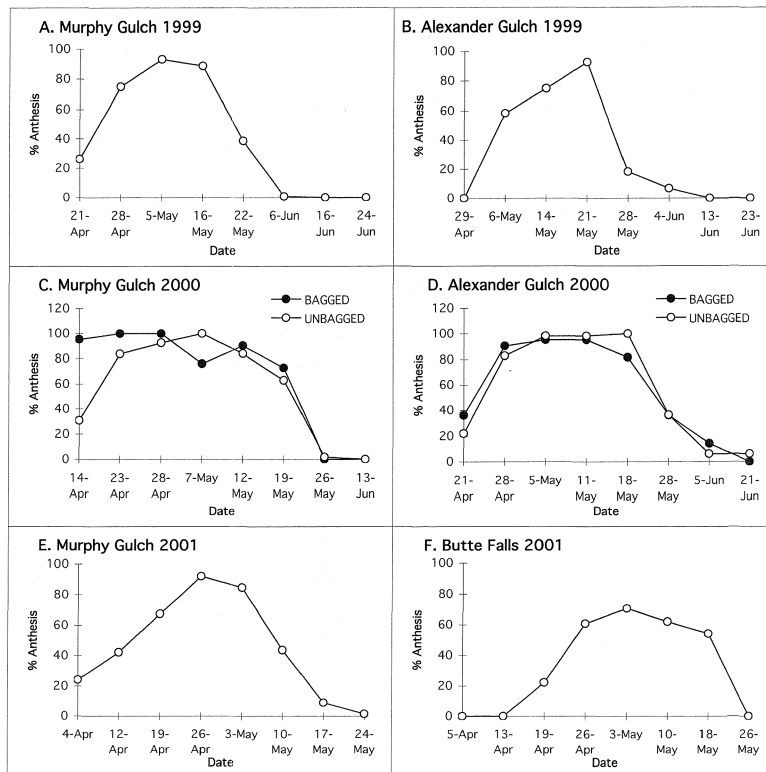 A. Murphy Gulch 1999
% Anthesis
100
80
60
40
20
0
21-Apr 28-Apr 5-May 16-May 22-May 6-Jun 16-Jun 24-Jun
Date
B. Alexander Gulch 1999
% Anthesis
100
80
60
40
20
0
29-Apr 6-May 14-May 21-May 28-May 4-Jun 13-Jun 23-Jun
Date
C. Murphy Gulch 2000
BAGGED
UNBAGGED
% Anthesis
120
100
80
60
40
20
0
14-Apr 23-Apr 28-Apr 7-May 12-May 19-May 26-May 13-Jun
Date
D. Alexander Gulch 2000
BAGGED
UNBAGGED
% Anthesis
120
100
80
60
40
20
0
21-Apr 28-Apr 5-May 11-May 18-May 28-May 5-Jun 21-Jun
Date
E. Murphy Gulch 2001
% Anthesis
100
80
60
40
20
0
4-Apr 12-Apr 19-Apr 26-Apr 3-May 10-May 17-May 24-May
Date
F. Butte Falls 2001
% Anthesis
100
80
60
40
20
0
5-Apr 13-Apr 19-Apr 26-Apr 3-May 10-May 18-May 26-May
Date